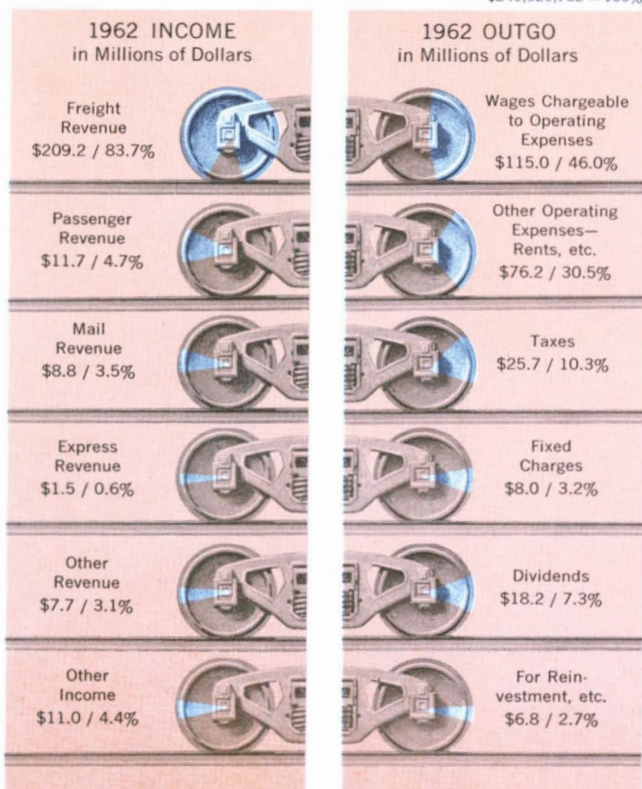 1962 INCOME
in Millions of Dollars
Freight
Revenue
$209.2 / 83.7%
Passenger
Revenue
$11.7 / 4.7%
Mail
Revenue
$8.8 / 3.5%
Express
Revenue
$1.5 / 0.6%
Other
Revenue
$7.7 / 3.1%
Other
Income
$11.0 / 4.4%
1962 OUTGO
in Millions of Dollars
Wages Chargeable
to Operating
Expenses
$115.0 / 46.0%
Other Operating
Expenses—
Rents, etc.
$76.2 / 30.5%
Taxes
$25.7 / 10.3%
Fixed
Charges
$8.0 / 3.2%
Dividends
$18.2 / 7.3%
For Rein-
vestment, etc.
$6.8 / 2.7%